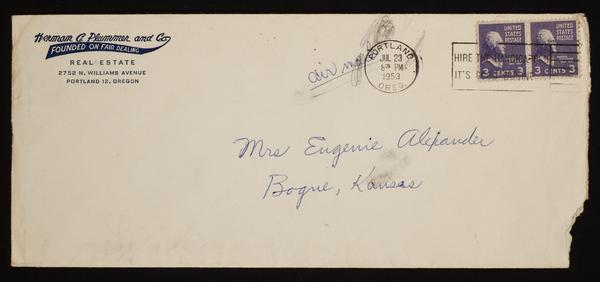 Herman C. Plummer and Co.
FOUNDED ON FAIR DEALING
REAL ESTATE
2752 N. WILLIAMS AVENUE
PORTLAND 12, OREGON
air mail
PORTLAND
JUL 23
PM
1953
OREG.
HIRE THE
IT'S
UNITED STATES POSTAGE
3 CENTS 3
UNITED STATES POSTAGE
3 CENTS 3
Mrs Eugenie Alexander
Bogue, Kansas